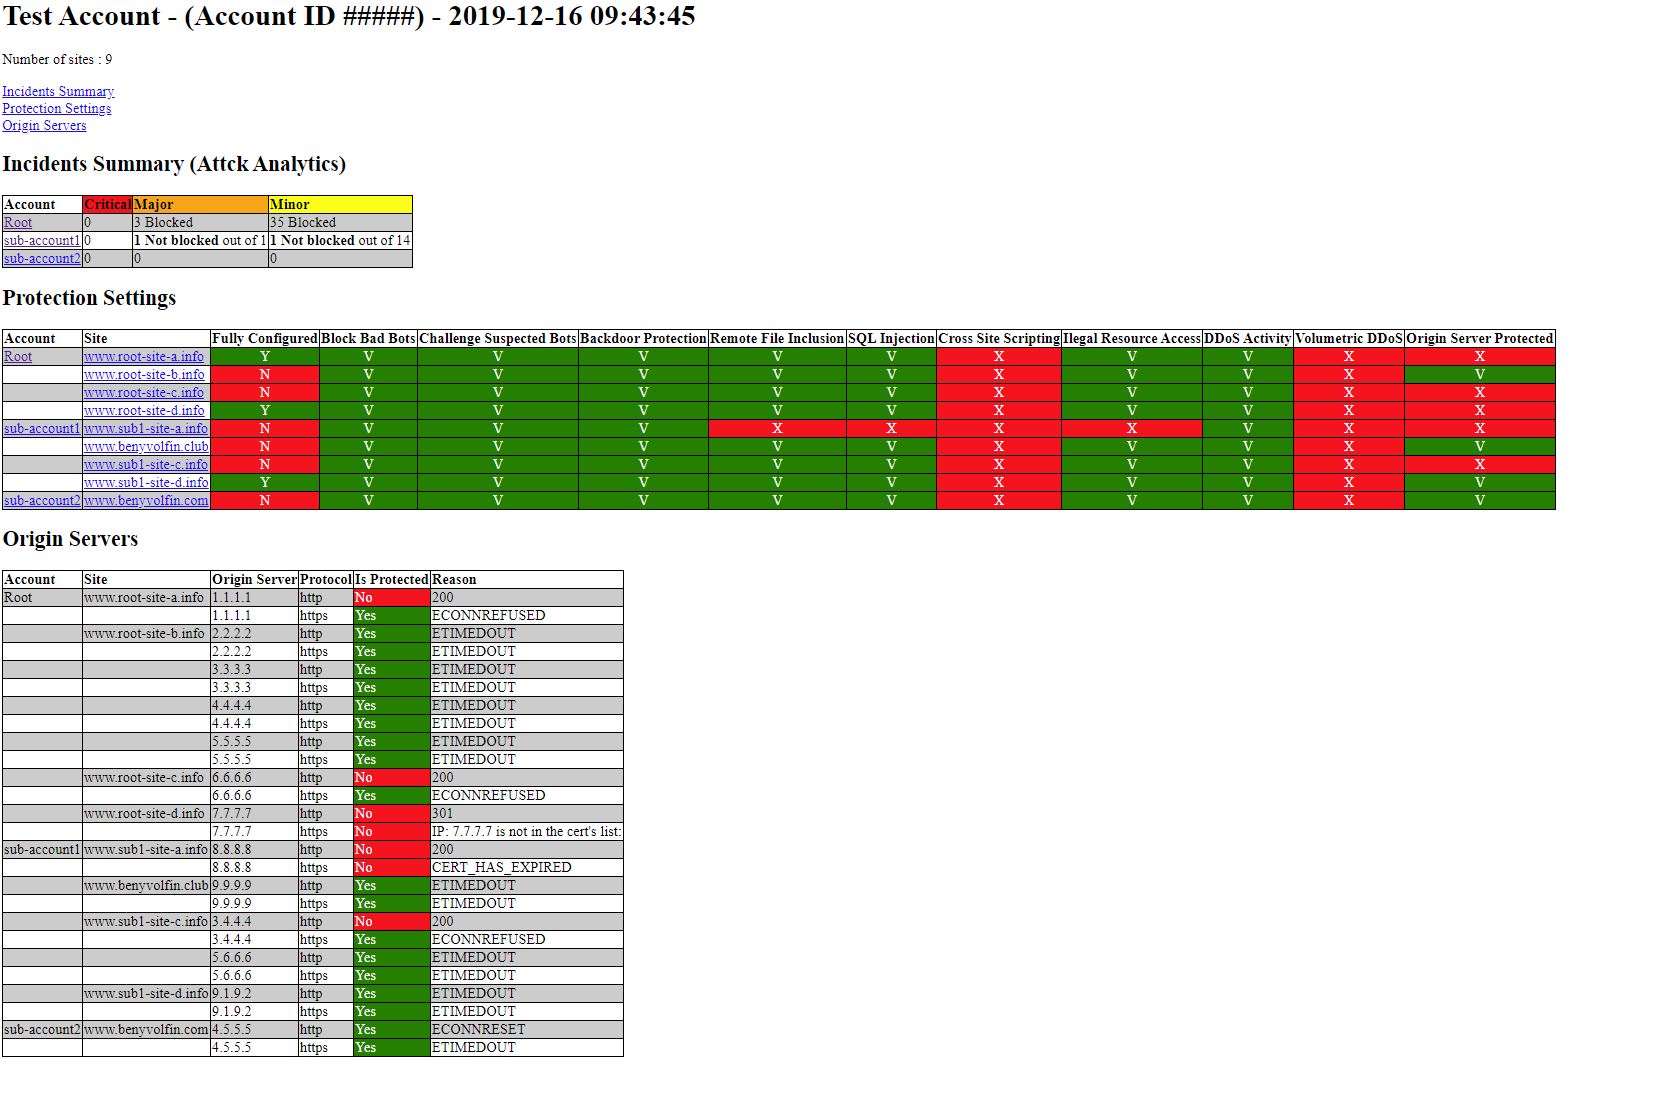 Test Account - (Account ID #####) - 2019-12-16 09:43:45
Number of sites : 9
Incidents Summary
Protection Settings
Origin Servers
Incidents Summary (Attck Analytics)
Account Critical Major Minor
Root 0 3 Blocked 35 Blocked
sub-account1 0 1 Not blocked out of 1 1 Not blocked out of 14
sub-account2 0 0 0
Protection Settings
Account Site Fully Configured Block Bad Bots Challenge Suspected Bots Backdoor Protection Remote File Inclusion SQL Injection Cross Site Scripting Ilegal Resource Access DDoS Activity Volumetric DDoS Origin Server Protected
Root www.root-site-a.info Y V V V V V X V V X X
www.root-site-b.info N V V V V V X V V X V
www.root-site-c.info N V V V V V X V V X X
www.root-site-d.info Y V V V V V X V V X X
sub-account1 www.sub1-site-a.info N V V V X X X X V X X
www.benyvolfin.club N V V V V V X V V X V
www.sub1-site-c.info N V V V V V X V V X X
www.sub1-site-d.info Y V V V V V X V V X V
sub-account2 www.benyvolfin.com N V V V V V X V V X V
Origin Servers
Account Site Origin Server Protocol Is Protected Reason
Root www.root-site-a.info 1.1.1.1 http No 200
1.1.1.1 https Yes ECONNREFUSED
www.root-site-b.info 2.2.2.2 http Yes ETIMEDOUT
2.2.2.2 https Yes ETIMEDOUT
3.3.3.3 http Yes ETIMEDOUT
3.3.3.3 https Yes ETIMEDOUT
4.4.4.4 http Yes ETIMEDOUT
4.4.4.4 https Yes ETIMEDOUT
5.5.5.5 http Yes ETIMEDOUT
5.5.5.5 https Yes ETIMEDOUT
www.root-site-c.info 6.6.6.6 http No 200
6.6.6.6 https Yes ECONNREFUSED
www.root-site-d.info 7.7.7.7 http No 301
7.7.7.7 https No IP: 7.7.7.7 is not in the cert's list:
sub-account1 www.sub1-site-a.info 8.8.8.8 http No 200
8.8.8.8 https No CERT_HAS_EXPIRED
www.benyvolfin.club 9.9.9.9 http Yes ETIMEDOUT
9.9.9.9 https Yes ETIMEDOUT
www.sub1-site-c.info 3.4.4.4 http No 200
3.4.4.4 https Yes ECONNREFUSED
5.6.6.6 http Yes ETIMEDOUT
5.6.6.6 https Yes ETIMEDOUT
www.sub1-site-d.info 9.1.9.2 http Yes ETIMEDOUT
9.1.9.2 https Yes ETIMEDOUT
sub-account2 www.benyvolfin.com 4.5.5.5 http Yes ECONNRESET
4.5.5.5 https Yes ETIMEDOUT